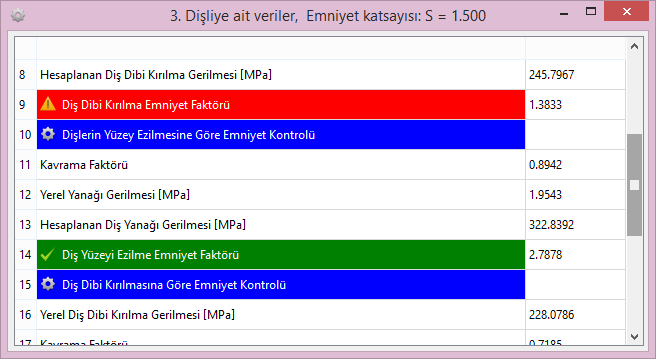 3. Dişliye ait veriler,  Emniyet katsayısı: S = 1.500
8 Hesaplanan Diş Dibi Kırılma Gerilmesi [MPa] 245.7967
9 Diş Dibi Kırılma Emniyet Faktörü 1.3833
10 Dişlerin Yüzey Ezilmesine Göre Emniyet Kontrolü
11 Kavrama Faktörü 0.8942
12 Yerel Yanağı Gerilmesi [MPa] 1.9543
13 Hesaplanan Diş Yanağı Gerilmesi [MPa] 322.8392
14 Diş Yüzeyi Ezilme Emniyet Faktörü 2.7878
15 Diş Dibi Kırılmasına Göre Emniyet Kontrolü
16 Yerel Diş Dibi Kırılma Gerilmesi [MPa] 228.0786
17 Kavrama Faktörü 0.7185